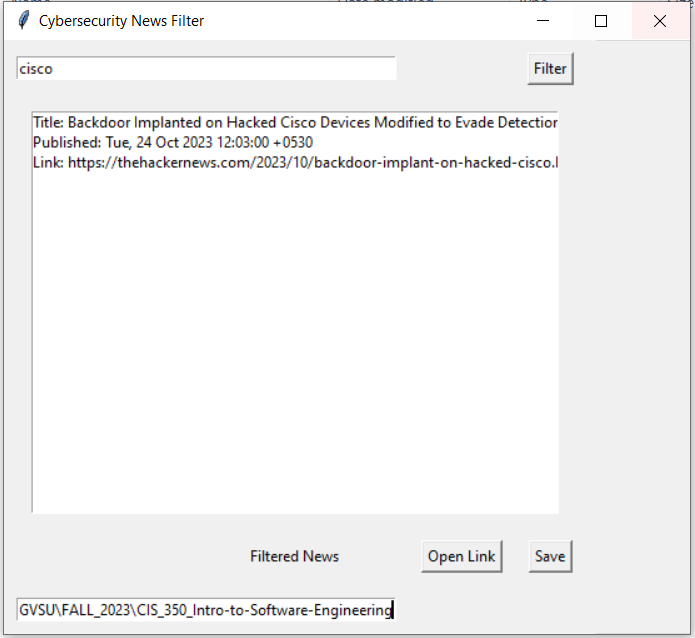 Cybersecurity News Filter
cisco
Filter
Title: Backdoor Implanted on Hacked Cisco Devices Modified to Evade Detection
Published: Tue, 24 Oct 2023 12:03:00 +0530
Link: https://thehackernews.com/2023/10/backdoor-implant-on-hacked-cisco.
Filtered News
Open Link
Save
GVSU\FALL_2023\CIS_350_Intro-to-Software-Engineering